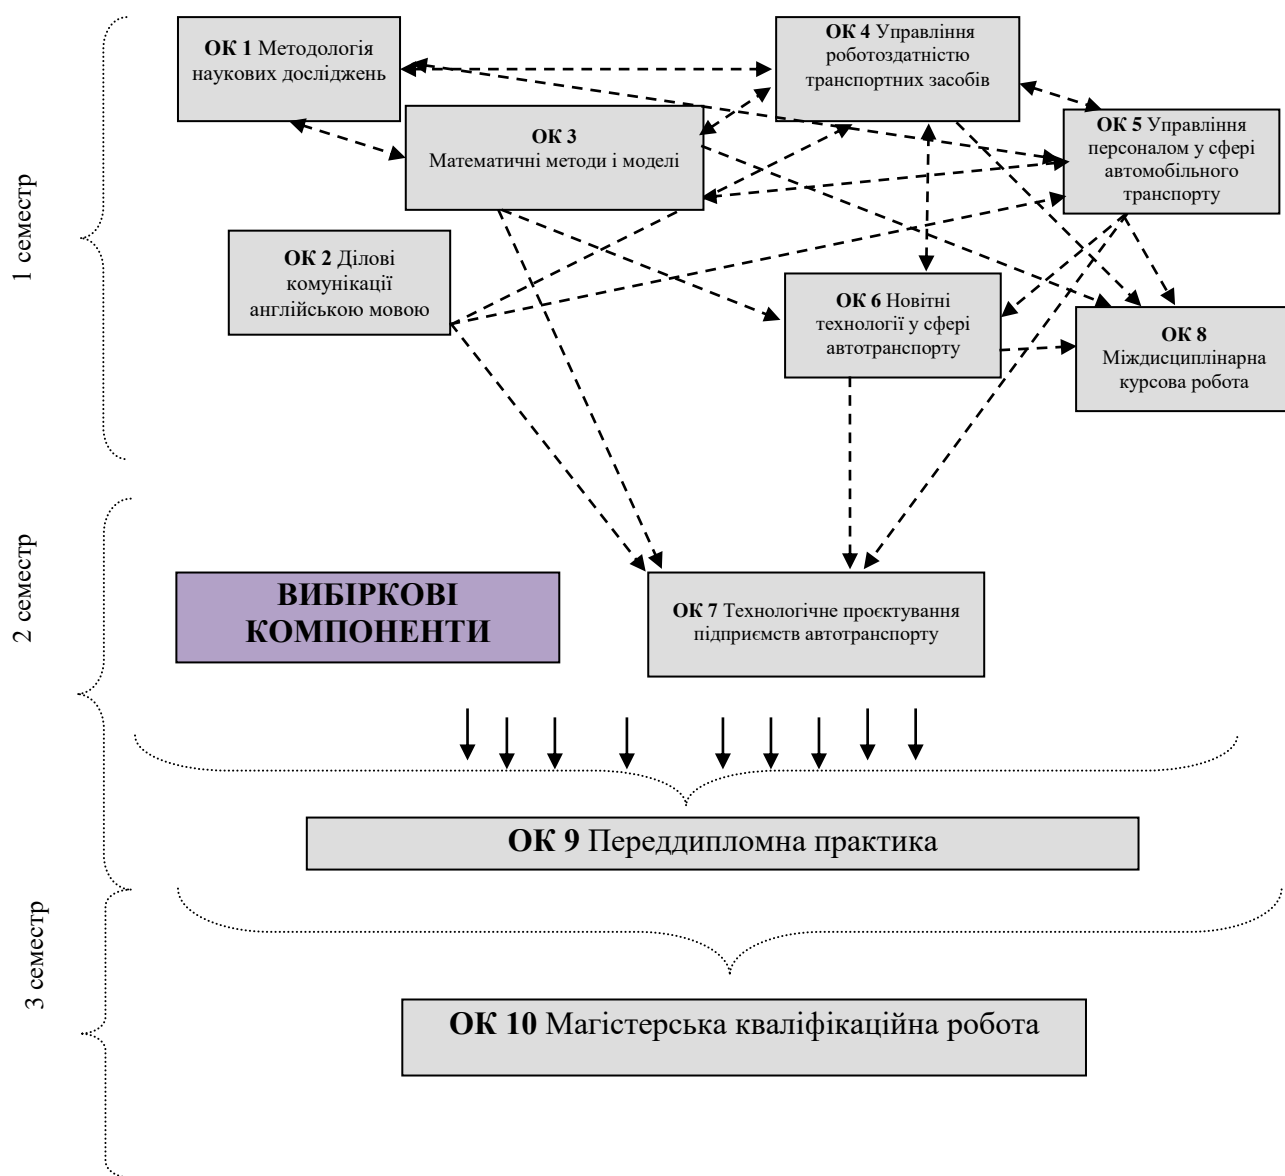 1 семестр
ОК 1 Методологія
наукових досліджень
ОК 4 Управління
роботоздатністю
транспортних засобів
ОК 3
Математичні методи і моделі
ОК 5 Управління
персоналом у сфері
автомобільного
транспорту
ОК 2 Ділові
комунікації
англійською мовою
ОК 6 Новітні
технології у сфері
автотранспорту
ОК 8
Міждисциплінарна
курсова робота
2 семестр
ВИБІРКОВІ
КОМПОНЕНТИ
ОК 7 Технологічне проєктування
підприємств автотранспорту
ОК 9 Переддипломна практика
3 семестр
ОК 10 Магістерська кваліфікаційна робота